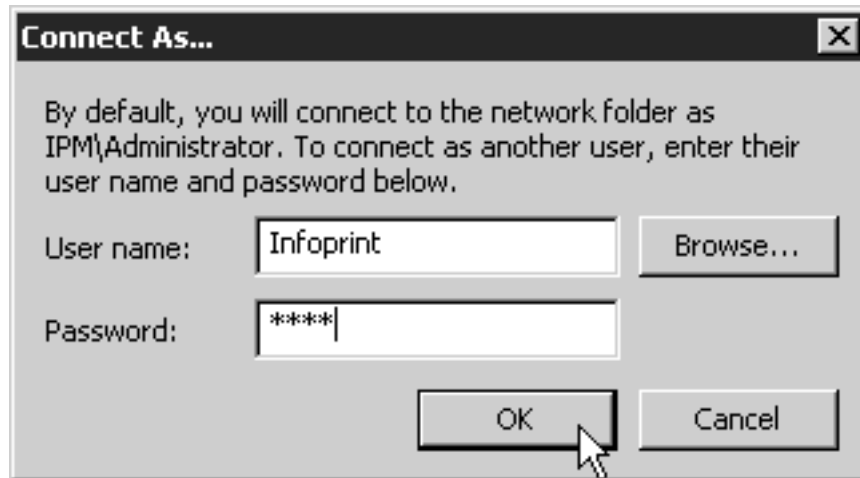 Connect As...
By default, you will connect to the network folder as
IPM\Administrator. To connect as another user, enter their
user name and password below.
User name: Infoprint Browse...
Password: ****
OK Cancel